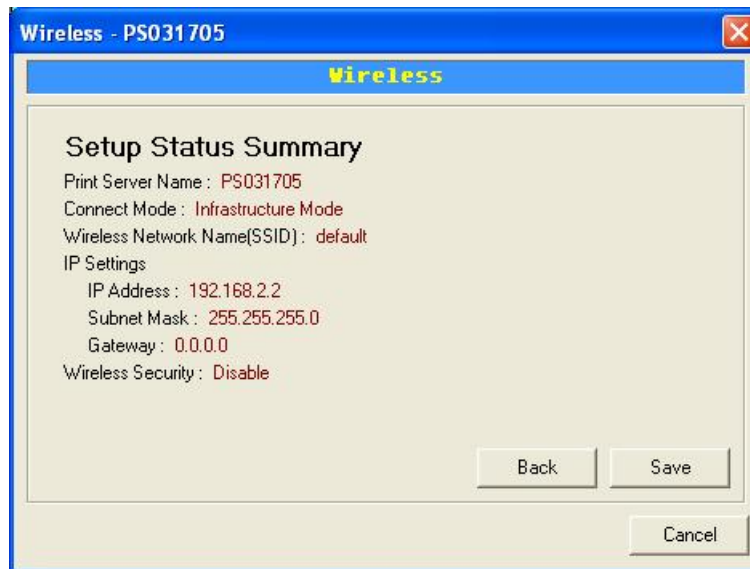 Wireless - PS031705
Wireless
Setup Status Summary
Print Server Name : PS031705
Connect Mode : Infrastructure Mode
Wireless Network Name(SSID) : default
IP Settings
IP Address : 192.168.2.2
Subnet Mask : 255.255.255.0
Gateway : 0.0.0.0
Wireless Security : Disable
Back Save
Cancel